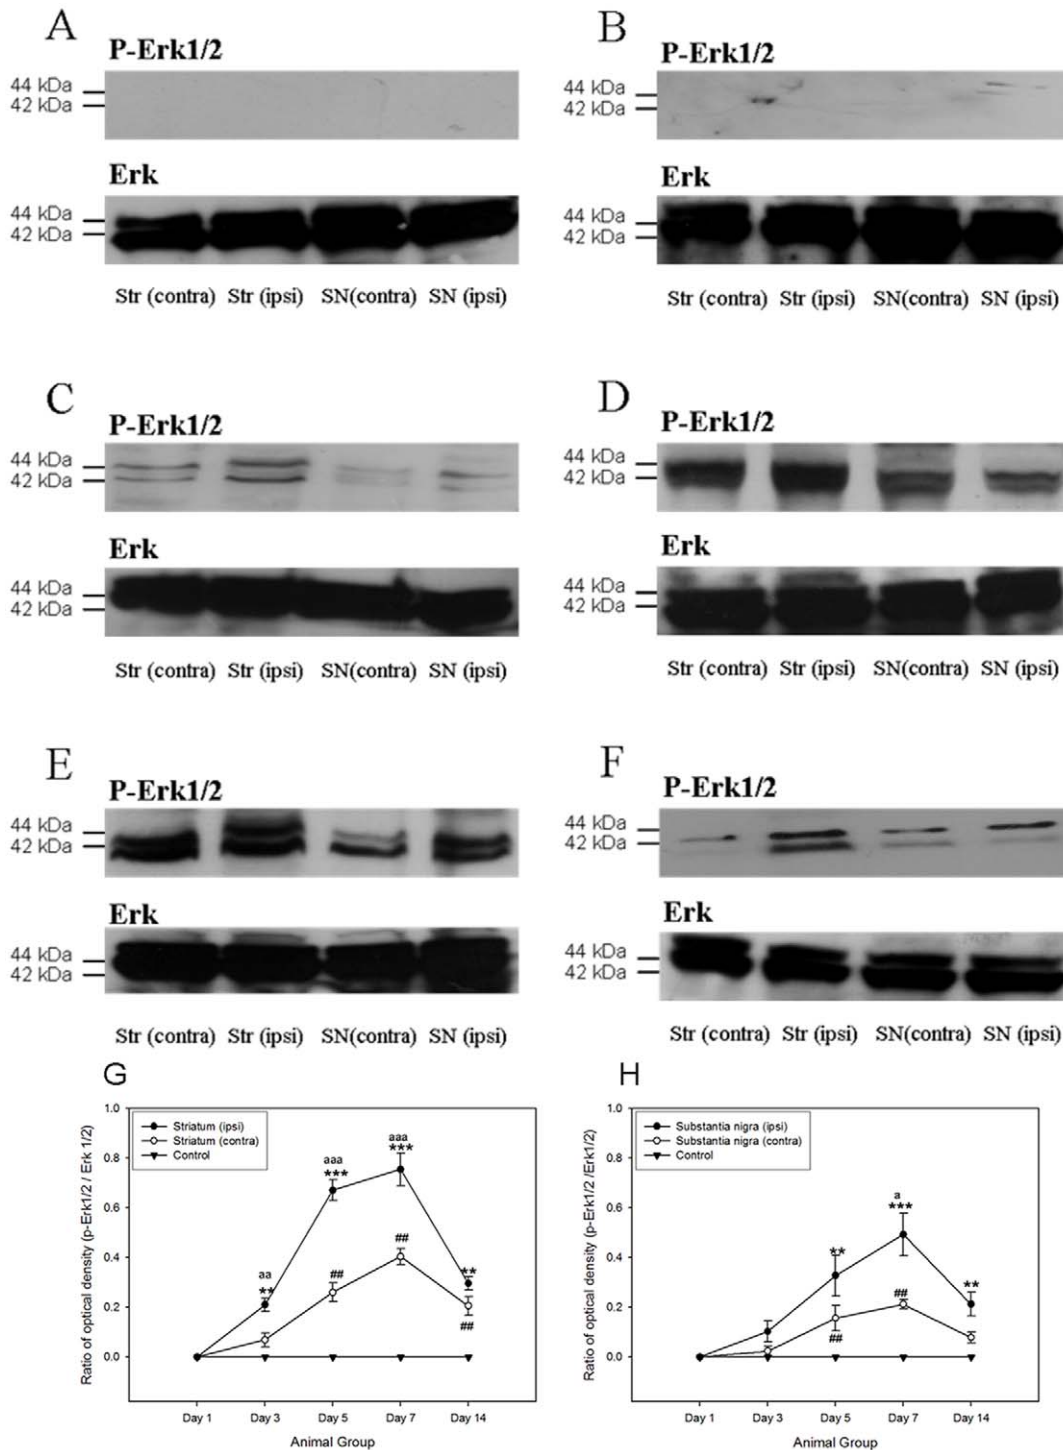 A
P-Erk1/2
44 kDa
42 kDa
Erk
44 kDa
42 kDa
Str (contra) Str (ipsi) SN(contra) SN (ipsi)
B
P-Erk1/2
44 kDa
42 kDa
Erk
44 kDa
42 kDa
Str (contra) Str (ipsi) SN(contra) SN (ipsi)
C
P-Erk1/2
44 kDa
42 kDa
Erk
44 kDa
42 kDa
Str (contra) Str (ipsi) SN(contra) SN (ipsi)
D
P-Erk1/2
44 kDa
42 kDa
Erk
44 kDa
42 kDa
Str (contra) Str (ipsi) SN(contra) SN (ipsi)
E
P-Erk1/2
44 kDa
42 kDa
Erk
44 kDa
42 kDa
Str (contra) Str (ipsi) SN(contra) SN (ipsi)
F
P-Erk1/2
44 kDa
42 kDa
Erk
44 kDa
42 kDa
Str (contra) Str (ipsi) SN(contra) SN (ipsi)
G
Striatum (ipsi)
Striatum (contra)
Control
Ratio of optical density (p-Erk1/2 / Erk 1/2)
1.0
0.8
0.6
0.4
0.2
0.0
aa
**
aaa
***
##
aaa
***
##
**
##
Day 1 Day 3 Day 5 Day 7 Day 14
Animal Group
H
Substantia nigra (ipsi)
Substantia nigra (contra)
Control
Ratio of optical density (p-Erk1/2 /Erk1/2)
1.0
0.8
0.6
0.4
0.2
0.0
**
##
a
***
##
**
Day 1 Day 3 Day 5 Day 7 Day 14
Animal Group